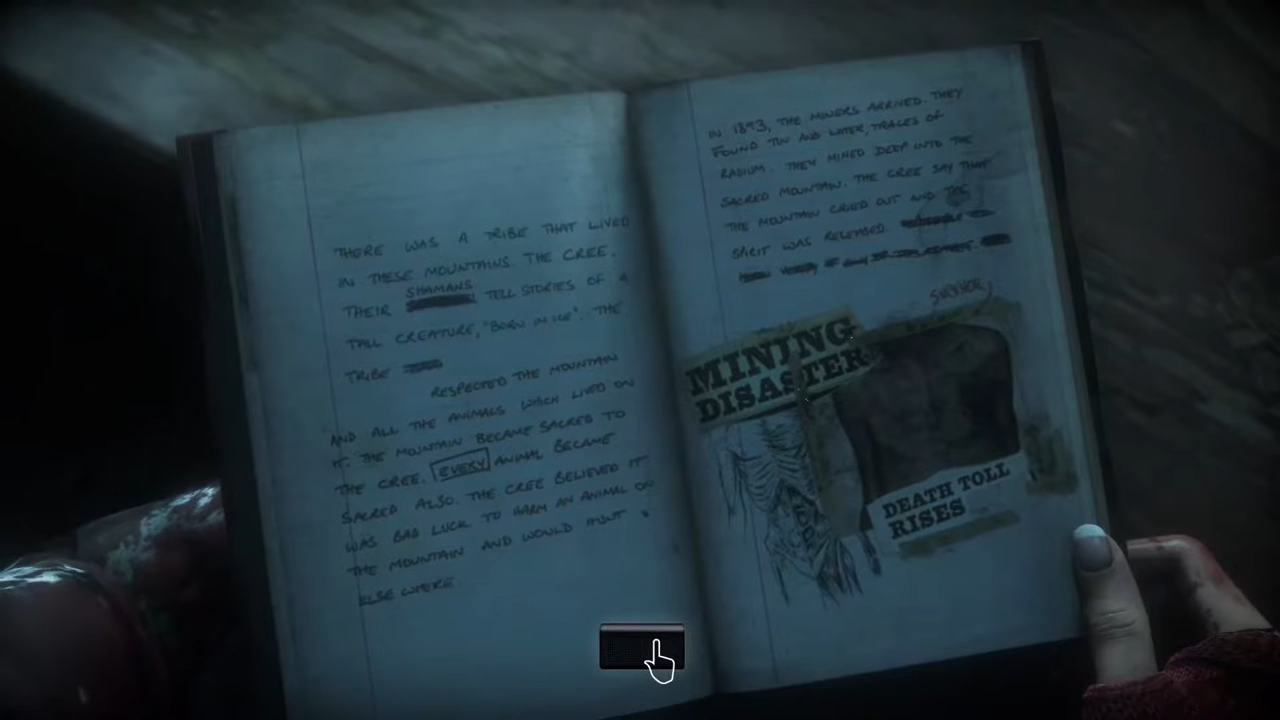 THERE WAS A TRIBE THAT LIVED
IN THESE MOUNTAINS. THE CREE.
SHAMANS
THEIR TELL STORIES OF A
TALL CREATURE, "BORN IN ICE". THE
TRIBE
RESPECTED THE MOUNTAIN
AND ALL THE ANIMALS WHICH LIVED ON
IT. THE MOUNTAIN BECAME SACRED TO
THE CREE. EVERY ANIMAL BECAME
SACRED ALSO. THE CREE BELIEVED IT
WAS BAD LUCK TO HARM AN ANIMAL ON
THE MOUNTAIN AND WOULD HUNT
ELSE WHERE
IN 1893, THE MINERS ARRIVED. THEY
FOUND TIN AND LATER, TRACES OF
RADIUM. THEY MINED DEEP INTO THE
SACRED MOUNTAIN. THE CREE SAY THAT
THE MOUNTAIN CRIED OUT AND THE
SPIRIT WAS RELEASED
MINING
DISASTER
DEATH TOLL
RISES